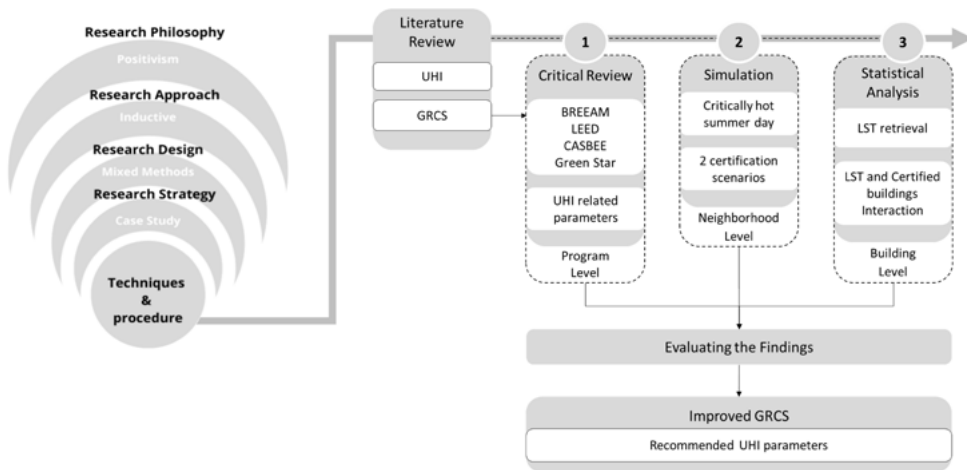 Research Philosophy
Positivism
Research Approach
Inductive
Research Design
Mixed Methods
Research Strategy
Case Study
Techniques
&
procedure
Literature
Review
UHI
GRCS
1
Critical Review
BREEAM
LEED
CASBEE
Green Star
UHI related
parameters
Program
Level
2
Simulation
Critically hot
summer day
2 certification
scenarios
Neighborhood
Level
3
Statistical
Analysis
LST retrieval
LST and Certified
buildings
Interaction
Building
Level
Evaluating the Findings
Improved GRCS
Recommended UHI parameters